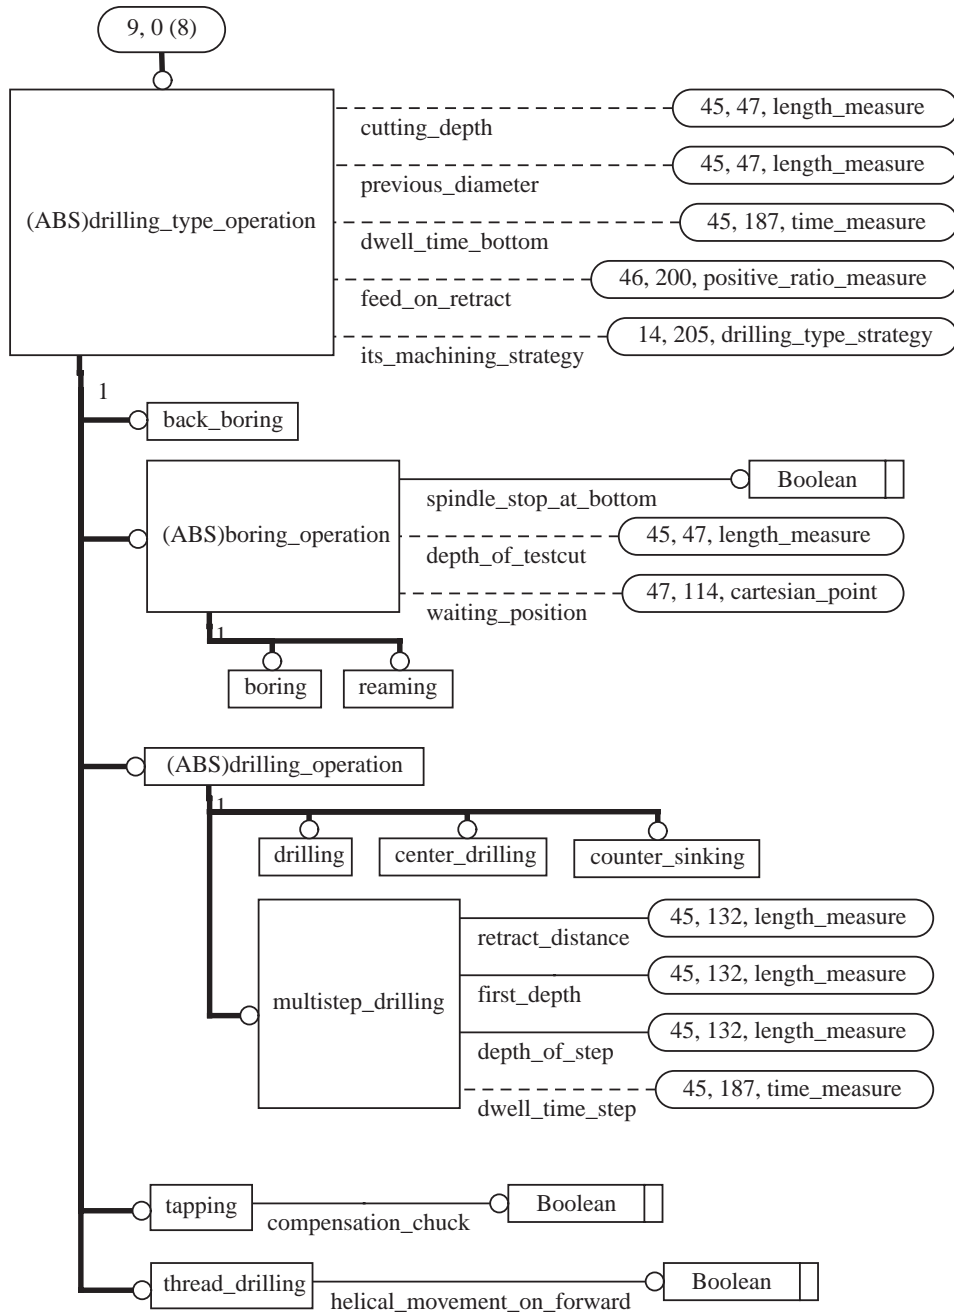 9, 0 (8)
(ABS)drilling_type_operation
cutting_depth
45, 47, length_measure
previous_diameter
45, 47, length_measure
dwell_time_bottom
45, 187, time_measure
feed_on_retract
46, 200, positive_ratio_measure
its_machining_strategy
14, 205, drilling_type_strategy
1
back_boring
(ABS)boring_operation
spindle_stop_at_bottom
Boolean
depth_of_testcut
45, 47, length_measure
waiting_position
47, 114, cartesian_point
1
boring
reaming
(ABS)drilling_operation
1
drilling
center_drilling
counter_sinking
multistep_drilling
retract_distance
45, 132, length_measure
first_depth
45, 132, length_measure
depth_of_step
45, 132, length_measure
dwell_time_step
45, 187, time_measure
tapping
compensation_chuck
Boolean
thread_drilling
helical_movement_on_forward
Boolean